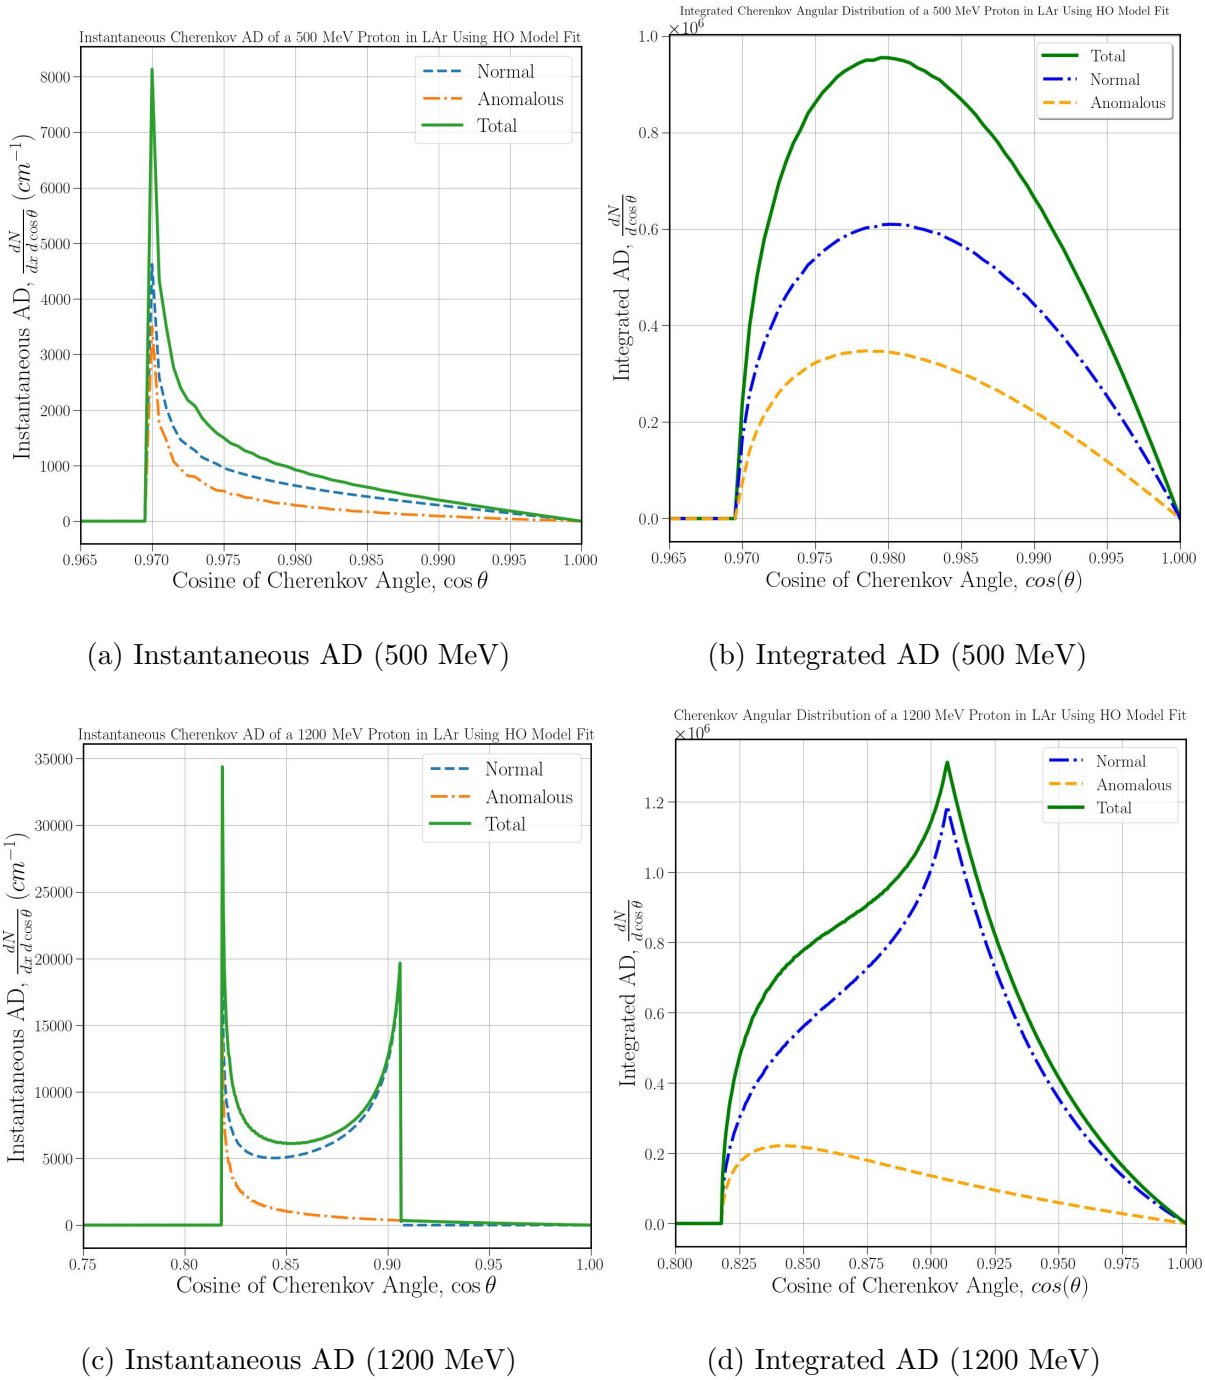 Instantaneous Cherenkov AD of a 500 MeV Proton in LAr Using HO Model Fit
Normal
Anomalous
Total
8000
7000
6000
5000
4000
3000
2000
1000
0
Instantaneous AD, $\frac{dN}{dx\, d\cos\theta}$ $(cm^{-1})$
0.965 0.970 0.975 0.980 0.985 0.990 0.995 1.000
Cosine of Cherenkov Angle, cos θ
(a) Instantaneous AD (500 MeV)
Integrated Cherenkov Angular Distribution of a 500 MeV Proton in LAr Using HO Model Fit
×10⁶
Total
Normal
Anomalous
1.0
0.8
0.6
0.4
0.2
0.0
Integrated AD, $\frac{dN}{d\cos\theta}$
0.965 0.970 0.975 0.980 0.985 0.990 0.995 1.000
Cosine of Cherenkov Angle, cos(θ)
(b) Integrated AD (500 MeV)
Instantaneous Cherenkov AD of a 1200 MeV Proton in LAr Using HO Model Fit
Normal
Anomalous
Total
35000
30000
25000
20000
15000
10000
5000
0
Instantaneous AD, $\frac{dN}{dx\, d\cos\theta}$ $(cm^{-1})$
0.75 0.80 0.85 0.90 0.95 1.00
Cosine of Cherenkov Angle, cos θ
(c) Instantaneous AD (1200 MeV)
Cherenkov Angular Distribution of a 1200 MeV Proton in LAr Using HO Model Fit
×10⁶
Normal
Anomalous
Total
1.2
1.0
0.8
0.6
0.4
0.2
0.0
Integrated AD, $\frac{dN}{d\cos\theta}$
0.800 0.825 0.850 0.875 0.900 0.925 0.950 0.975 1.000
Cosine of Cherenkov Angle, cos(θ)
(d) Integrated AD (1200 MeV)